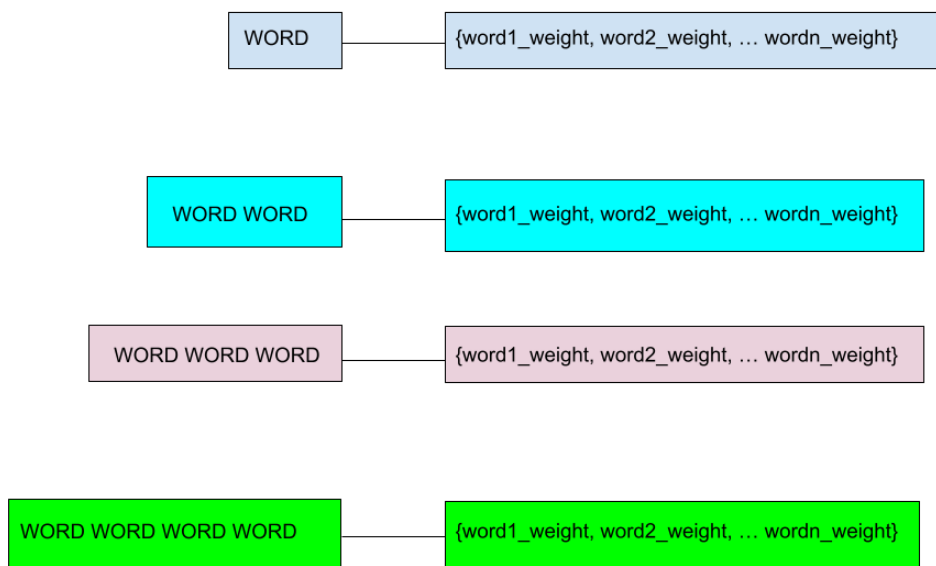 WORD {word1_weight, word2_weight, … wordn_weight}
WORD WORD {word1_weight, word2_weight, … wordn_weight}
WORD WORD WORD {word1_weight, word2_weight, … wordn_weight}
WORD WORD WORD WORD {word1_weight, word2_weight, … wordn_weight}